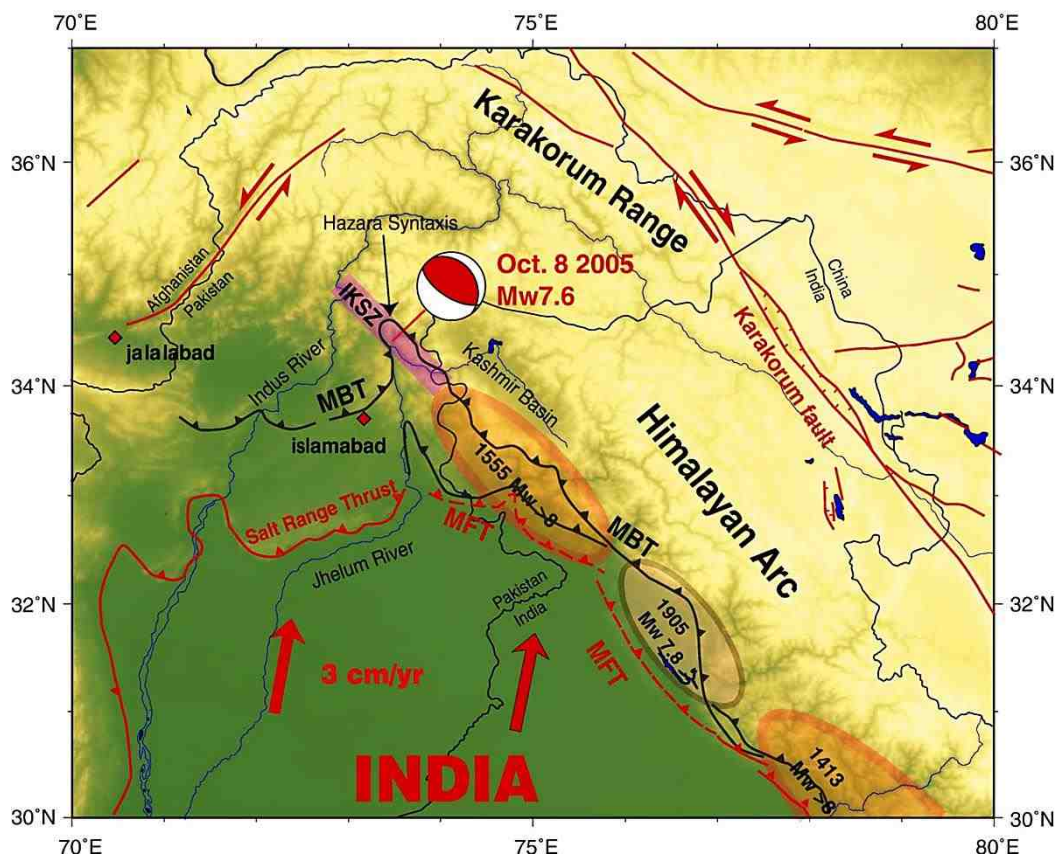 70°E
75°E
80°E
36°N
36°N
Karakorum Range
Hazara Syntaxis
Oct. 8 2005
Mw7.6
Afghanistan
Pakistan
China
India
IKSZ
jalalabad
Karakorum fault
Indus River
Kashmir Basin
34°N
34°N
MBT
islamabad
Himalayan Arc
1555 Mw >8
Salt Range Thrust
MFT
MBT
Jhelum River
Pakistan
India
32°N
32°N
1905
Mw 7.8
MFT
3 cm/yr
INDIA
1413
Mw >8
30°N
30°N
70°E
75°E
80°E